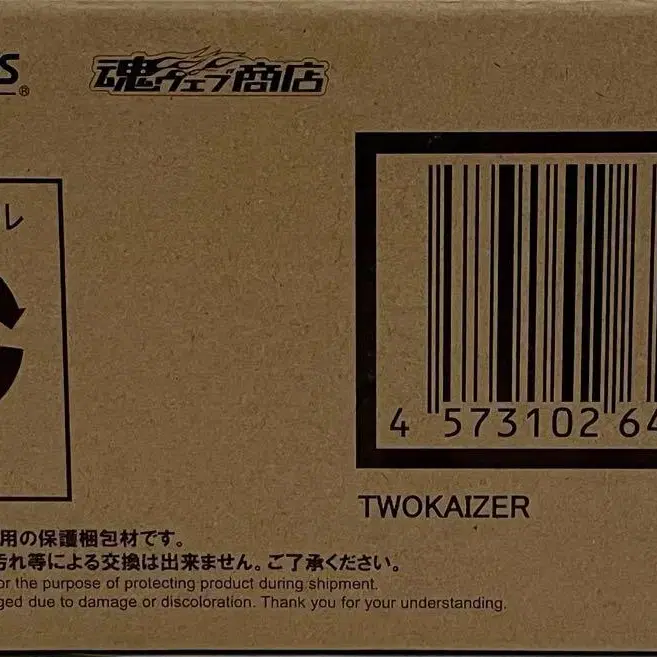 S®
魂ウェブ商店
レ
4 573102 64
TWOKAIZER
用の保護梱包材です。
汚れ等による交換は出来ません。ご了承ください。
or the purpose of protecting product during shipment.
ged due to damage or discoloration. Thank you for your understanding.